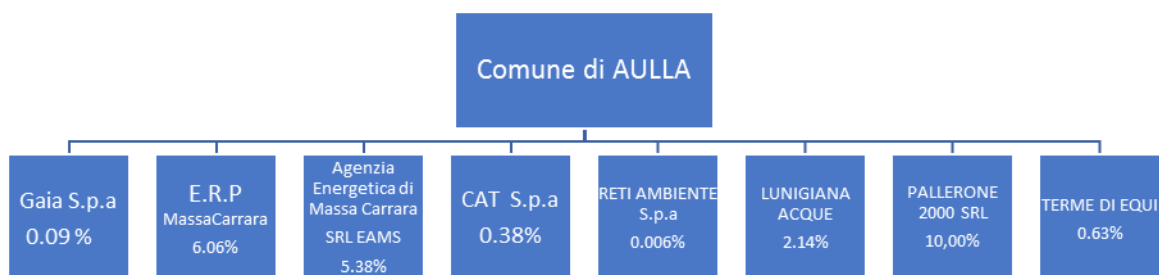 Comune di AULLA
Gaia S.p.a
0.09 %
E.R.P
MassaCarrara
6.06%
Agenzia
Energetica di
Massa Carrara
SRL EAMS
5.38%
CAT S.p.a
0.38%
RETI AMBIENTE
S.p.a
0.006%
LUNIGIANA
ACQUE
2.14%
PALLERONE
2000 SRL
10,00%
TERME DI EQUI
0.63%